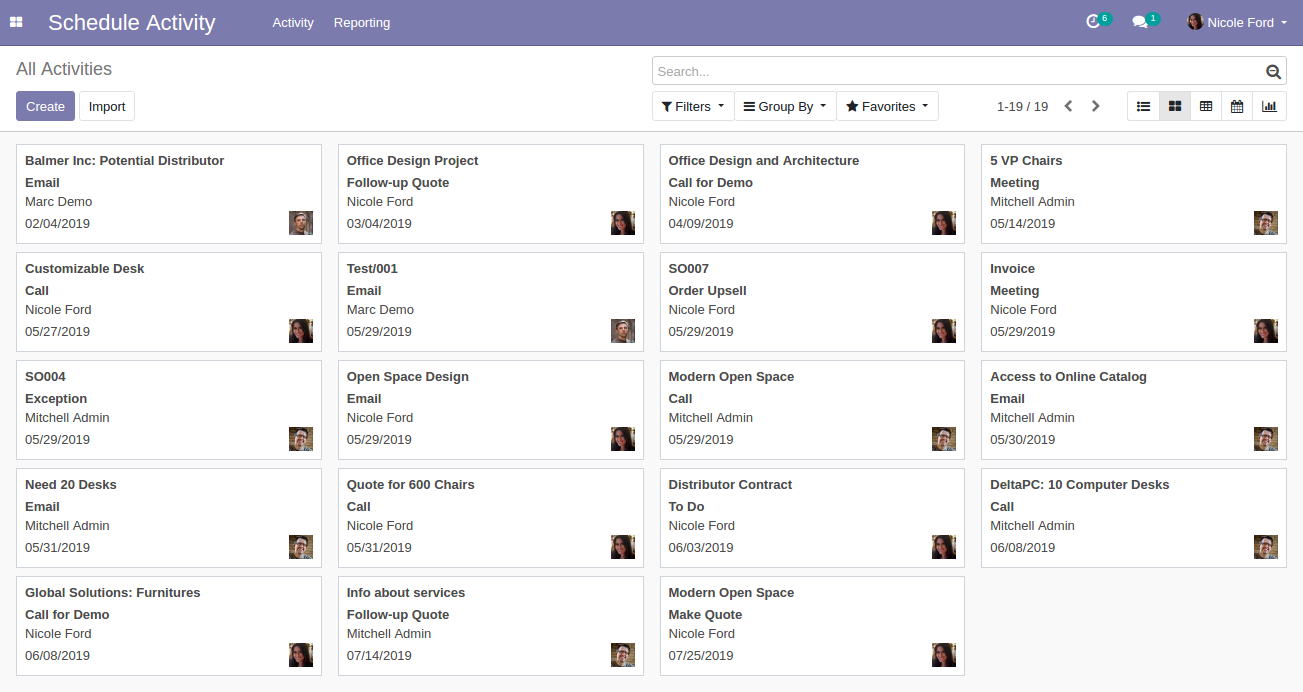 Schedule Activity Activity Reporting 6 1 Nicole Ford
All Activities Search...
Create Import Filters Group By Favorites 1-19 / 19
Balmer Inc: Potential Distributor
Email
Marc Demo
02/04/2019
Office Design Project
Follow-up Quote
Nicole Ford
03/04/2019
Office Design and Architecture
Call for Demo
Nicole Ford
04/09/2019
5 VP Chairs
Meeting
Mitchell Admin
05/14/2019
Customizable Desk
Call
Nicole Ford
05/27/2019
Test/001
Email
Marc Demo
05/29/2019
SO007
Order Upsell
Nicole Ford
05/29/2019
Invoice
Meeting
Nicole Ford
05/29/2019
SO004
Exception
Mitchell Admin
05/29/2019
Open Space Design
Email
Nicole Ford
05/29/2019
Modern Open Space
Call
Mitchell Admin
05/29/2019
Access to Online Catalog
Email
Mitchell Admin
05/30/2019
Need 20 Desks
Email
Mitchell Admin
05/31/2019
Quote for 600 Chairs
Call
Nicole Ford
05/31/2019
Distributor Contract
To Do
Nicole Ford
06/03/2019
DeltaPC: 10 Computer Desks
Call
Mitchell Admin
06/08/2019
Global Solutions: Furnitures
Call for Demo
Nicole Ford
06/08/2019
Info about services
Follow-up Quote
Mitchell Admin
07/14/2019
Modern Open Space
Make Quote
Nicole Ford
07/25/2019